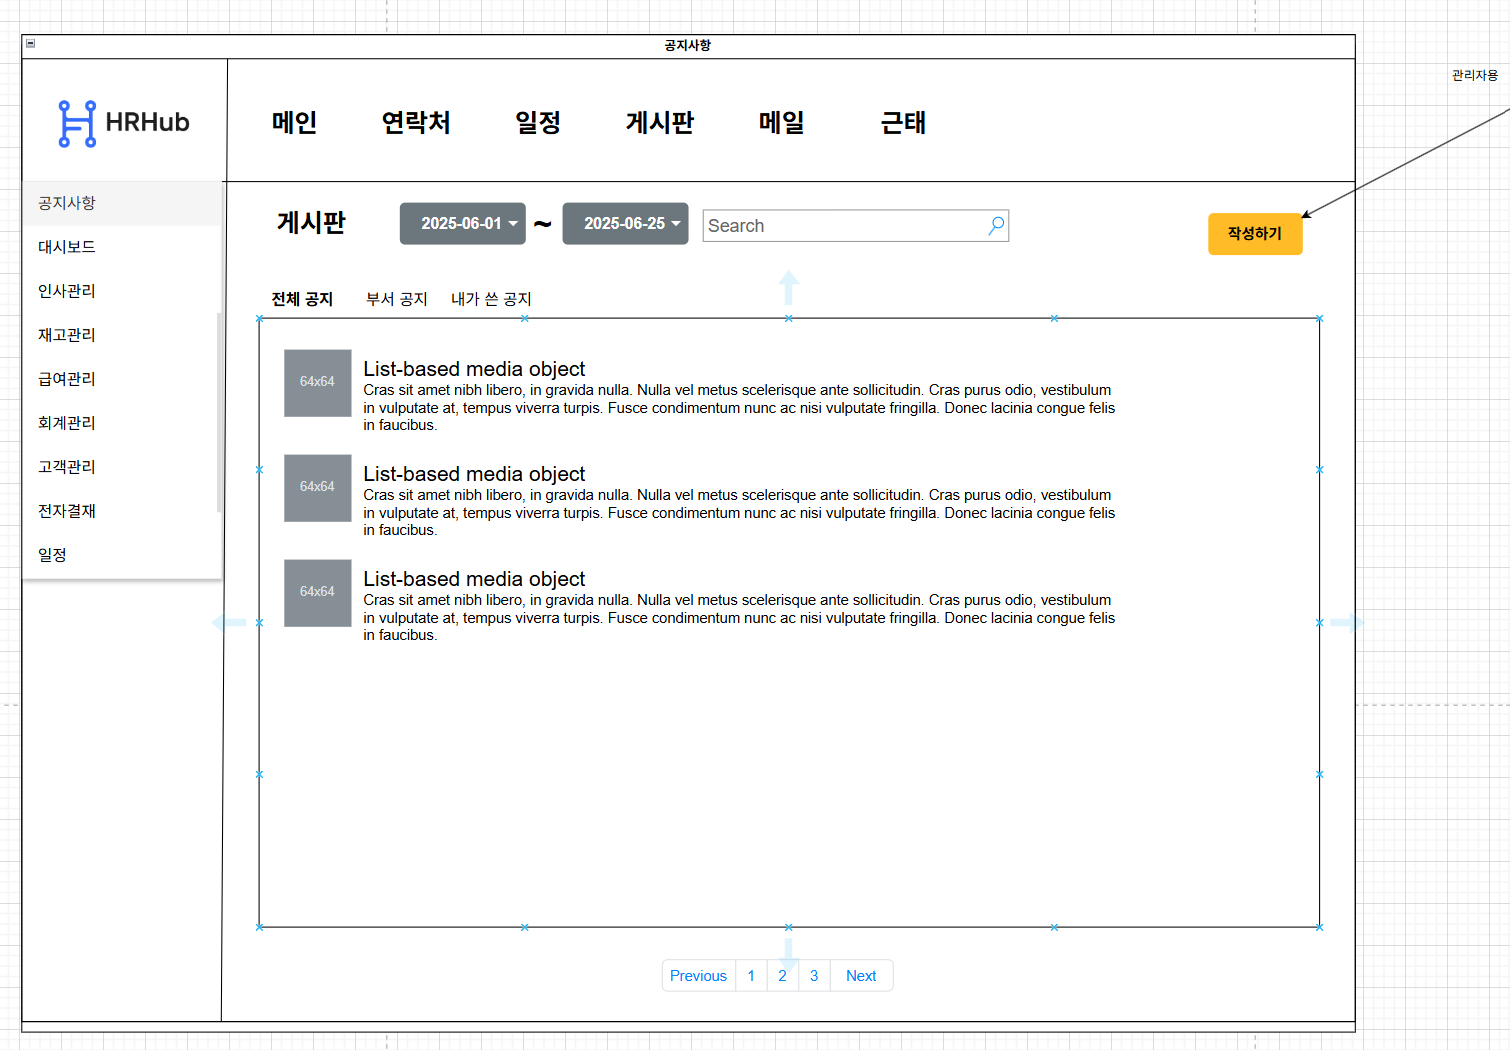 공지사항
관리자용
HRHub
메인 연락처 일정 게시판 메일 근태
공지사항
대시보드
인사관리
재고관리
급여관리
회계관리
고객관리
전자결재
일정
게시판 2025-06-01 ~ 2025-06-25 Search 작성하기
전체 공지 부서 공지 내가 쓴 공지
64x64
List-based media object
Cras sit amet nibh libero, in gravida nulla. Nulla vel metus scelerisque ante sollicitudin. Cras purus odio, vestibulum
in vulputate at, tempus viverra turpis. Fusce condimentum nunc ac nisi vulputate fringilla. Donec lacinia congue felis
in faucibus.
64x64
List-based media object
Cras sit amet nibh libero, in gravida nulla. Nulla vel metus scelerisque ante sollicitudin. Cras purus odio, vestibulum
in vulputate at, tempus viverra turpis. Fusce condimentum nunc ac nisi vulputate fringilla. Donec lacinia congue felis
in faucibus.
64x64
List-based media object
Cras sit amet nibh libero, in gravida nulla. Nulla vel metus scelerisque ante sollicitudin. Cras purus odio, vestibulum
in vulputate at, tempus viverra turpis. Fusce condimentum nunc ac nisi vulputate fringilla. Donec lacinia congue felis
in faucibus.
Previous 1 2 3 Next